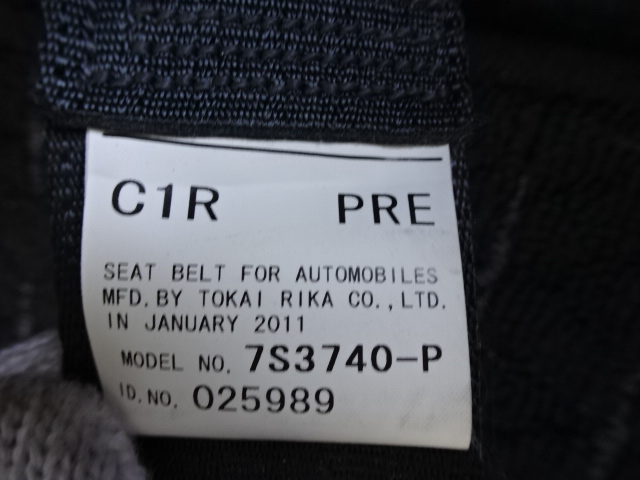 C1R PRE
SEAT BELT FOR AUTOMOBILES
MFD.BY TOKAI RIKA CO.,LTD.
IN JANUARY 2011
MODEL NO. 7S3740-P
ID.NO. 025989